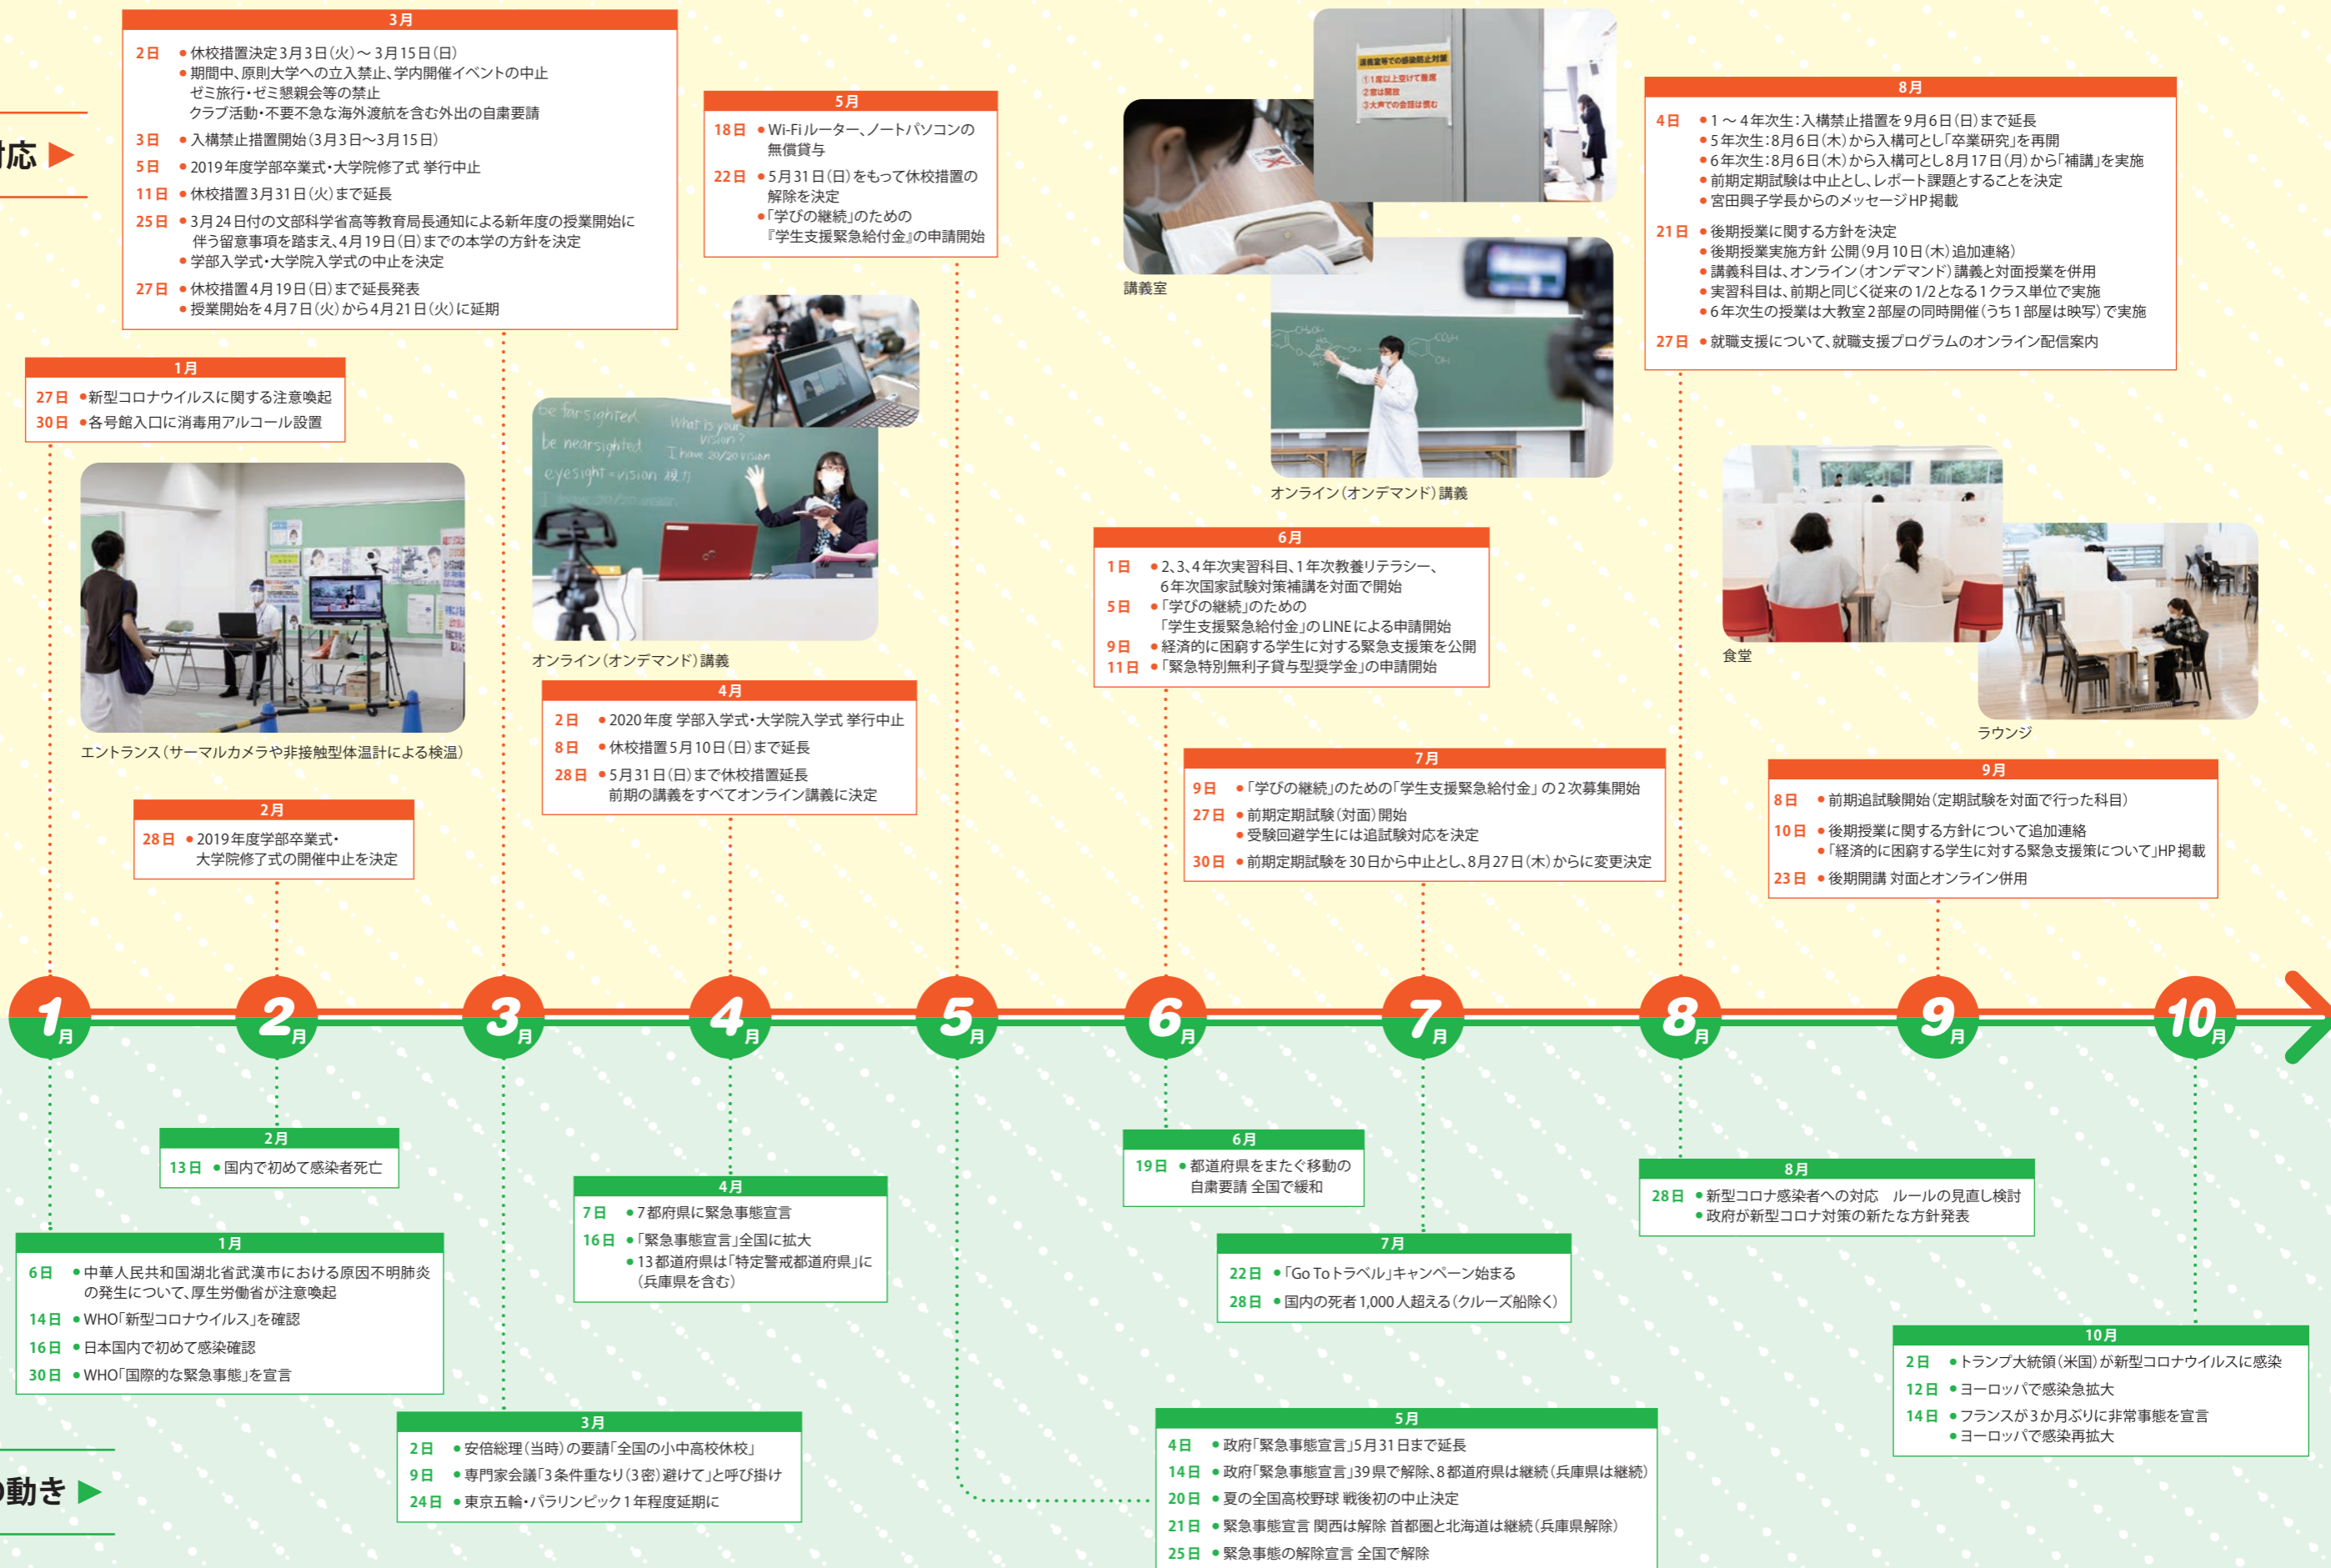 対応 ▶
3月
2日 ●休校措置決定3月3日(火)～3月15日(日)
●期間中、原則大学への立入禁止、学内開催イベントの中止
ゼミ旅行・ゼミ懇親会等の禁止
クラブ活動・不要不急な海外渡航を含む外出の自粛要請
3日 ●入構禁止措置開始(3月3日～3月15日)
5日 ●2019年度学部卒業式・大学院修了式 挙行中止
11日 ●休校措置3月31日(火)まで延長
25日 ●3月24日付の文部科学省高等教育局長通知による新年度の授業開始に
伴う留意事項を踏まえ、4月19日(日)までの本学の方針を決定
●学部入学式・大学院入学式の中止を決定
27日 ●休校措置4月19日(日)まで延長発表
●授業開始を4月7日(火)から4月21日(火)に延期
1月
27日 ●新型コロナウイルスに関する注意喚起
30日 ●各号館入口に消毒用アルコール設置
エントランス(サーマルカメラや非接触型体温計による検温)
2月
28日 ●2019年度学部卒業式・
大学院修了式の開催中止を決定
be farsighted
be nearsighted
eyesight=vision 視力
What is your
vision?
I have 20/20 vision
オンライン(オンデマンド)講義
4月
2日 ●2020年度 学部入学式・大学院入学式 挙行中止
8日 ●休校措置5月10日(日)まで延長
28日 ●5月31日(日)まで休校措置延長
前期の講義をすべてオンライン講義に決定
5月
18日 ●Wi-Fiルーター、ノートパソコンの
無償貸与
22日 ●5月31日(日)をもって休校措置の
解除を決定
●「学びの継続」のための
『学生支援緊急給付金』の申請開始
講義室等での感染防止対策
①1席以上空けて着席
②窓は開放
③大声での会話は慎む
講義室
オンライン(オンデマンド)講義
6月
1日 ●2、3、4年次実習科目、1年次教養リテラシー、
6年次国家試験対策補講を対面で開始
5日 ●「学びの継続」のための
「学生支援緊急給付金」のLINEによる申請開始
9日 ●経済的に困窮する学生に対する緊急支援策を公開
11日 ●「緊急特別無利子貸与型奨学金」の申請開始
7月
9日 ●「学びの継続」のための「学生支援緊急給付金」の2次募集開始
27日 ●前期定期試験(対面)開始
●受験回避学生には追試験対応を決定
30日 ●前期定期試験を30日から中止とし、8月27日(木)からに変更決定
8月
4日 ●1～4年次生：入構禁止措置を9月6日(日)まで延長
●5年次生：8月6日(木)から入構可とし「卒業研究」を再開
●6年次生：8月6日(木)から入構可とし8月17日(月)から「補講」を実施
●前期定期試験は中止とし、レポート課題とすることを決定
●宮田興子学長からのメッセージHP掲載
21日 ●後期授業に関する方針を決定
●後期授業実施方針 公開(9月10日(木)追加連絡)
●講義科目は、オンライン(オンデマンド)講義と対面授業を併用
●実習科目は、前期と同じく従来の1/2となる1クラス単位で実施
●6年次生の授業は大教室2部屋の同時開催(うち1部屋は映写)で実施
27日 ●就職支援について、就職支援プログラムのオンライン配信案内
食堂
ラウンジ
9月
8日 ●前期追試験開始(定期試験を対面で行った科目)
10日 ●後期授業に関する方針について追加連絡
●「経済的に困窮する学生に対する緊急支援策について」HP掲載
23日 ●後期開講 対面とオンライン併用
1月 2月 3月 4月 5月 6月 7月 8月 9月 10月
2月
13日 ●国内で初めて感染者死亡
1月
6日 ●中華人民共和国湖北省武漢市における原因不明肺炎
の発生について、厚生労働省が注意喚起
14日 ●WHO「新型コロナウイルス」を確認
16日 ●日本国内で初めて感染確認
30日 ●WHO「国際的な緊急事態」を宣言
4月
7日 ●7都府県に緊急事態宣言
16日 ●「緊急事態宣言」全国に拡大
●13都道府県は「特定警戒都道府県」に
(兵庫県を含む)
3月
2日 ●安倍総理(当時)の要請「全国の小中高校休校」
9日 ●専門家会議「3条件重なり(3密)避けて」と呼び掛け
24日 ●東京五輪・パラリンピック1年程度延期に
6月
19日 ●都道府県をまたぐ移動の
自粛要請 全国で緩和
7月
22日 ●「Go Toトラベル」キャンペーン始まる
28日 ●国内の死者1,000人超える(クルーズ船除く)
5月
4日 ●政府「緊急事態宣言」5月31日まで延長
14日 ●政府「緊急事態宣言」39県で解除、8都道府県は継続(兵庫県は継続)
20日 ●夏の全国高校野球 戦後初の中止決定
21日 ●緊急事態宣言 関西は解除 首都圏と北海道は継続(兵庫県解除)
25日 ●緊急事態の解除宣言 全国で解除
8月
28日 ●新型コロナ感染者への対応　ルールの見直し検討
●政府が新型コロナ対策の新たな方針発表
10月
2日 ●トランプ大統領(米国)が新型コロナウイルスに感染
12日 ●ヨーロッパで感染急拡大
14日 ●フランスが3か月ぶりに非常事態を宣言
●ヨーロッパで感染再拡大
の動き ▶